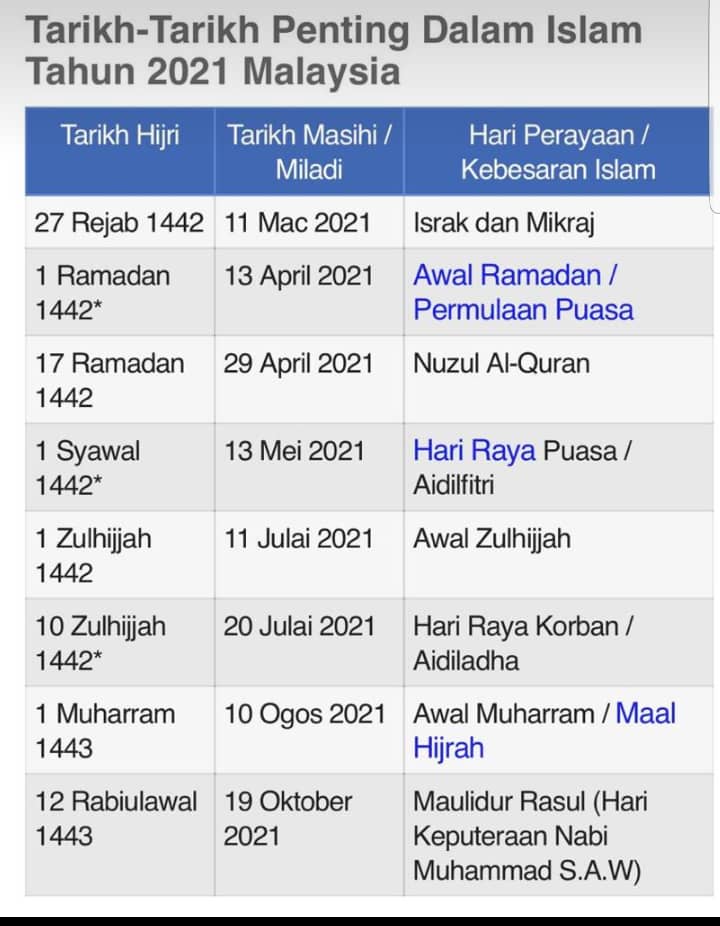 Tarikh-Tarikh Penting Dalam Islam
Tahun 2021 Malaysia
Tarikh Hijri
Tarikh Masihi /
Miladi
Hari Perayaan /
Kebesaran Islam
27 Rejab 1442
11 Mac 2021
Israk dan Mikraj
1 Ramadan
1442*
13 April 2021
Awal Ramadan /
Permulaan Puasa
17 Ramadan
1442
29 April 2021
Nuzul Al-Quran
1 Syawal
1442*
13 Mei 2021
Hari Raya Puasa /
Aidilfitri
1 Zulhijjah
1442
11 Julai 2021
Awal Zulhijjah
10 Zulhijjah
1442*
20 Julai 2021
Hari Raya Korban /
Aidiladha
1 Muharram
1443
10 Ogos 2021
Awal Muharram / Maal
Hijrah
12 Rabiulawal
1443
19 Oktober
2021
Maulidur Rasul (Hari
Keputeraan Nabi
Muhammad S.A.W)